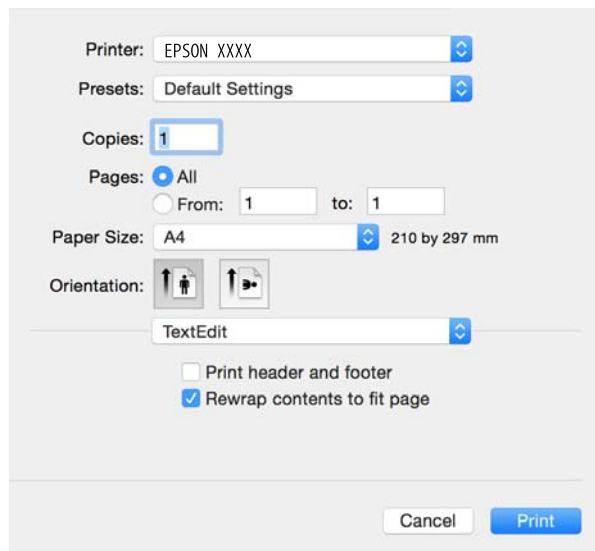 Printer: EPSON XXXX
Presets: Default Settings
Copies: 1
Pages: All
From: 1 to: 1
Paper Size: A4 210 by 297 mm
Orientation:
TextEdit
Print header and footer
Rewrap contents to fit page
Cancel Print